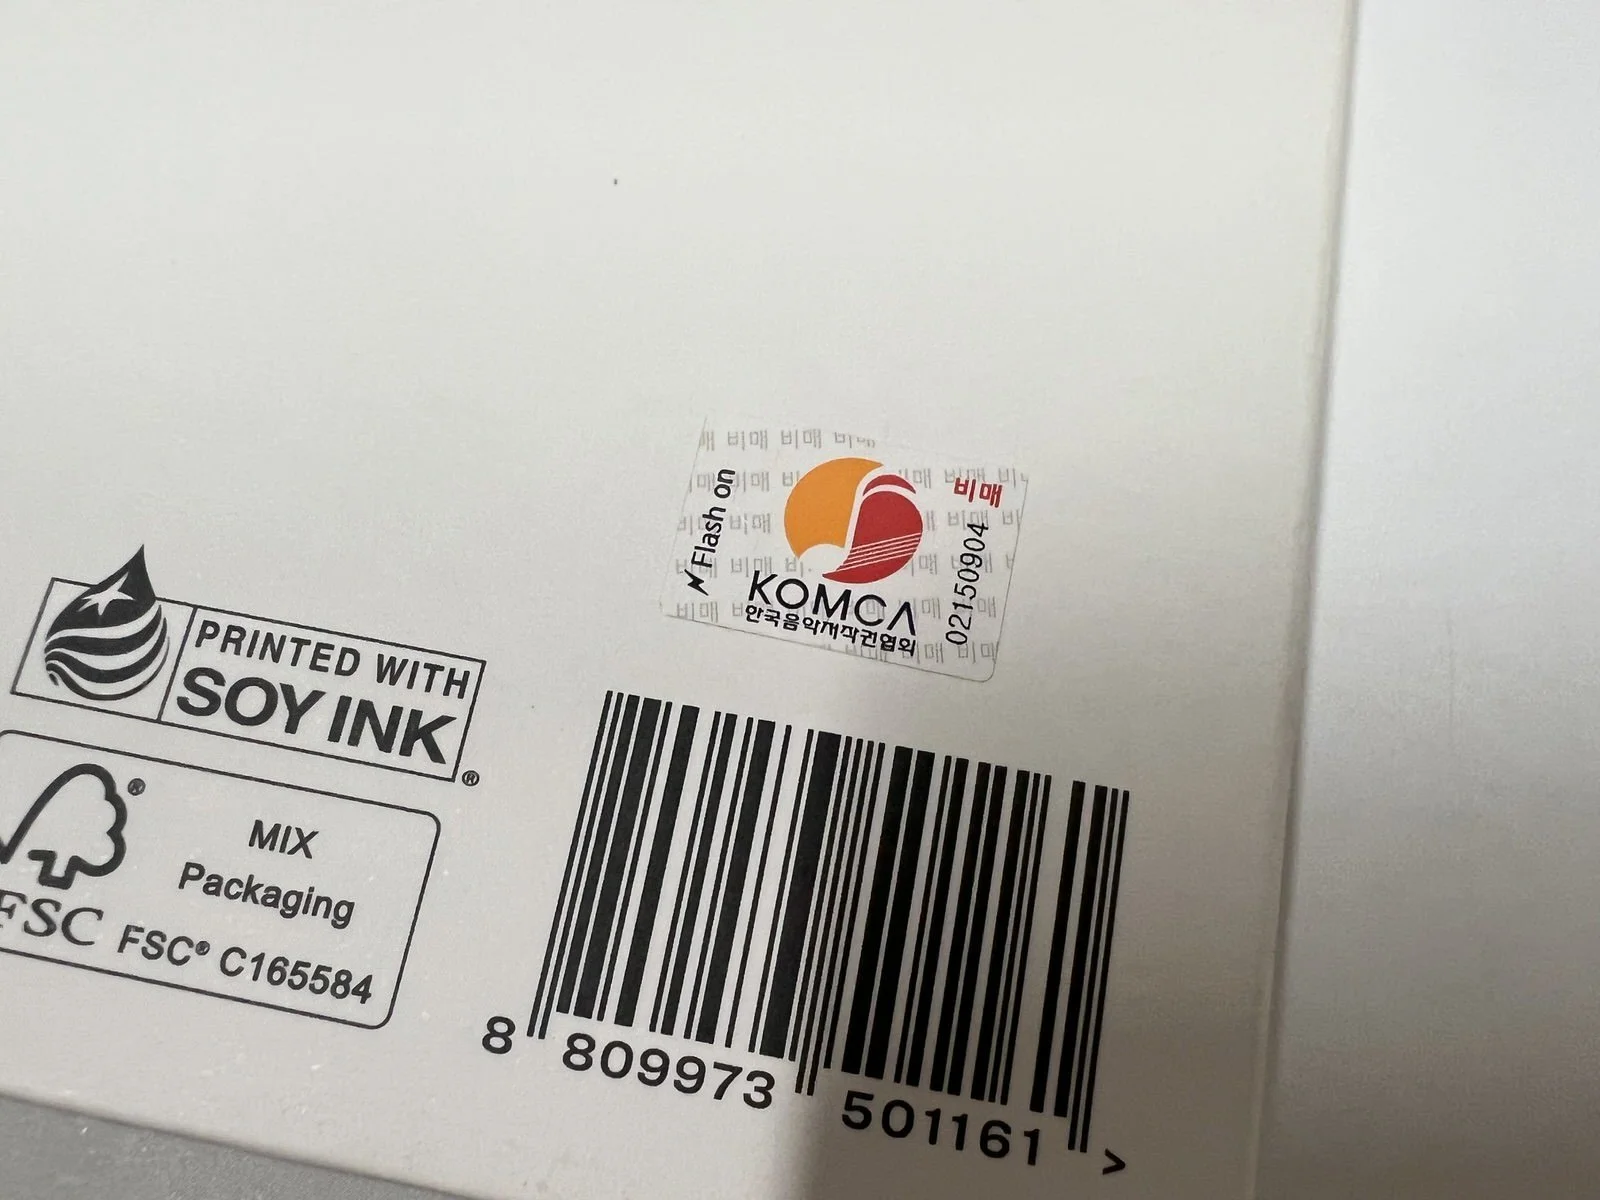 비매 비매 비매
Flash on
비매
02150904
KOMCA
한국음악저작권협회
PRINTED WITH
SOY INK
®
®
MIX
Packaging
FSC
FSC® C165584
8 809973 501161 >